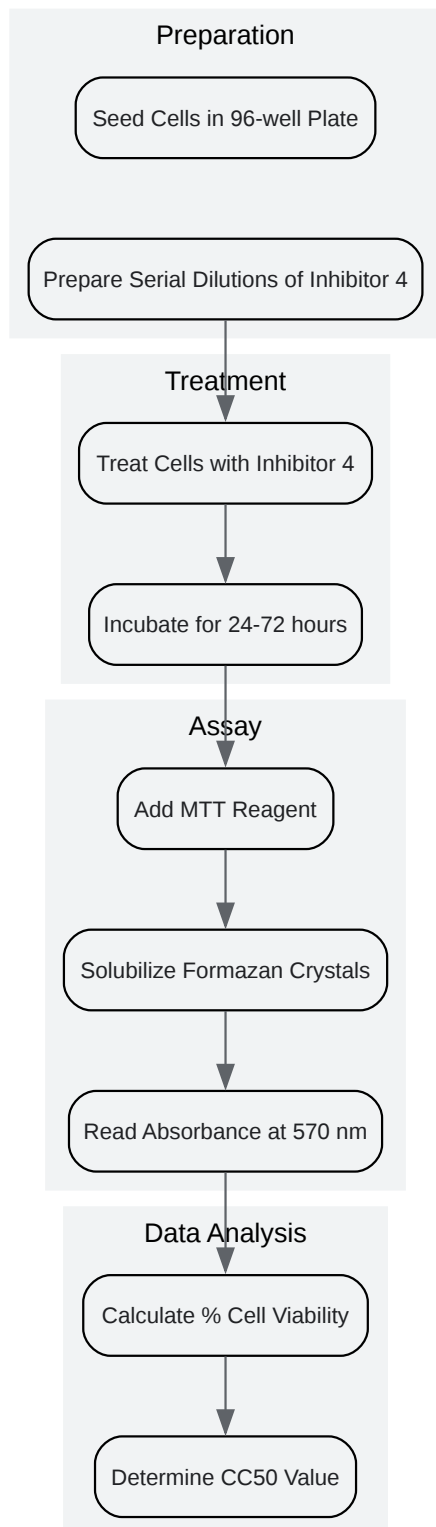 Preparation
Seed Cells in 96-well Plate
Prepare Serial Dilutions of Inhibitor 4
Treatment
Treat Cells with Inhibitor 4
Incubate for 24-72 hours
Assay
Add MTT Reagent
Solubilize Formazan Crystals
Read Absorbance at 570 nm
Data Analysis
Calculate % Cell Viability
Determine CC50 Value